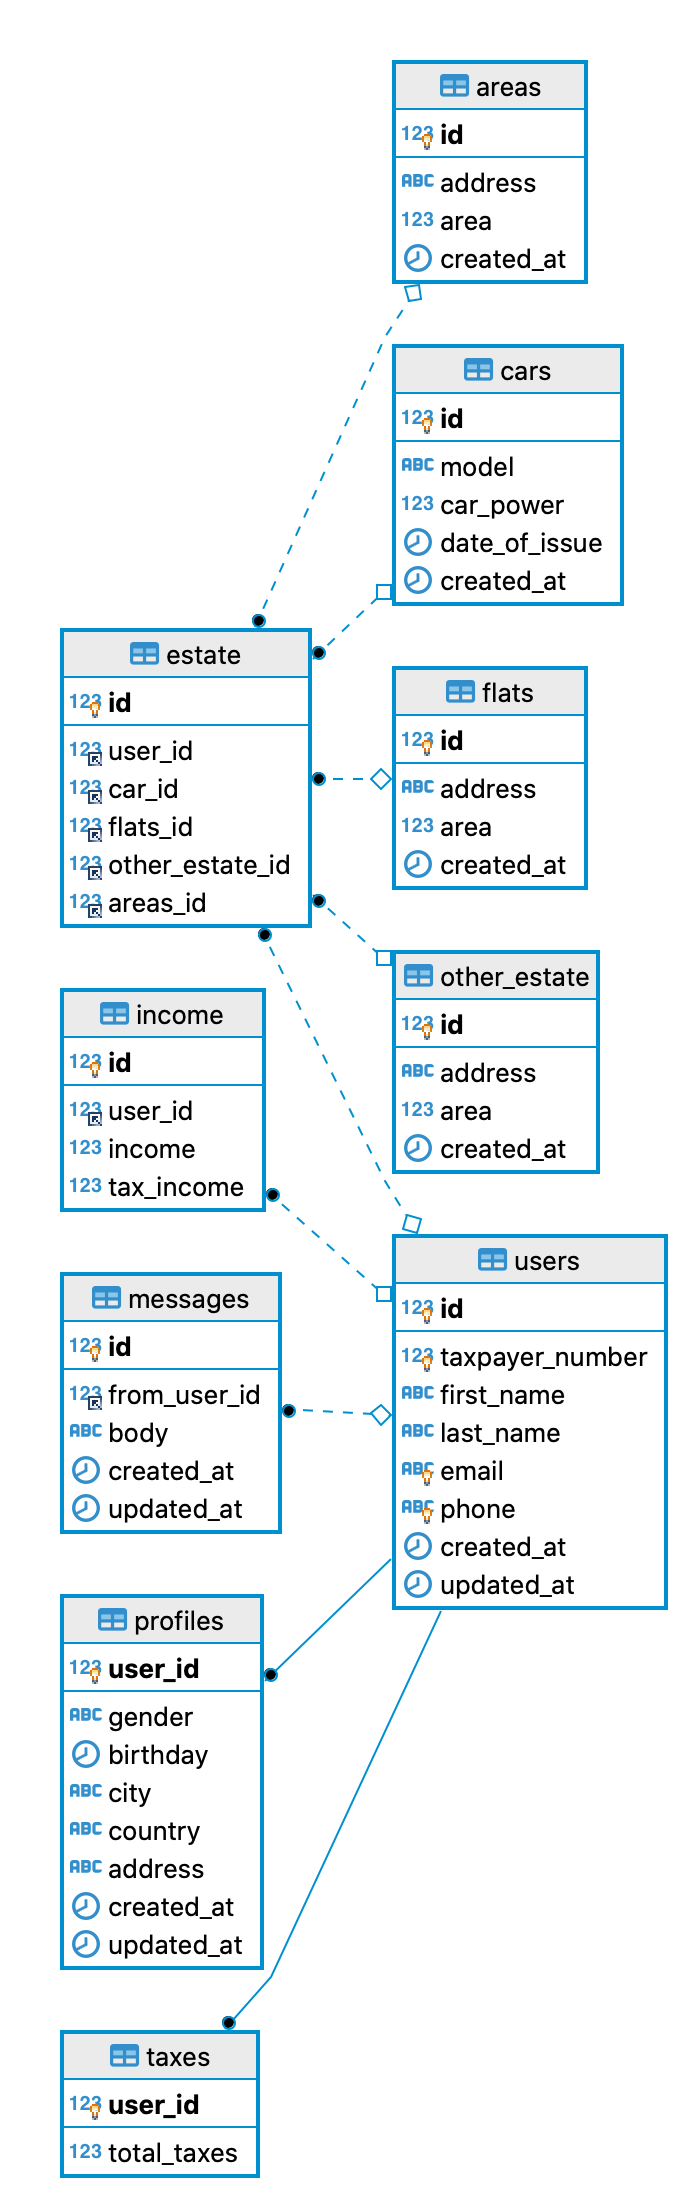 areas
123 id
ABC address
123 area
created_at
cars
123 id
ABC model
123 car_power
date_of_issue
created_at
estate
123 id
123 user_id
123 car_id
123 flats_id
123 other_estate_id
123 areas_id
flats
123 id
ABC address
123 area
created_at
other_estate
123 id
ABC address
123 area
created_at
income
123 id
123 user_id
123 income
123 tax_income
users
123 id
123 taxpayer_number
ABC first_name
ABC last_name
ABC email
ABC phone
created_at
updated_at
messages
123 id
123 from_user_id
ABC body
created_at
updated_at
profiles
123 user_id
ABC gender
birthday
ABC city
ABC country
ABC address
created_at
updated_at
taxes
123 user_id
123 total_taxes